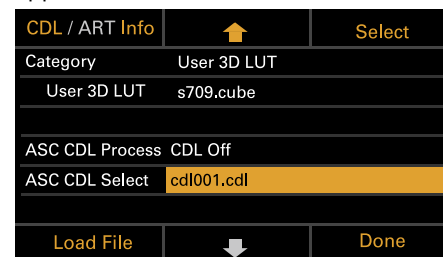 CDL / ART Info Select
Category User 3D LUT
User 3D LUT s709.cube
ASC CDL Process CDL Off
ASC CDL Select cdl001.cdl
Load File Done